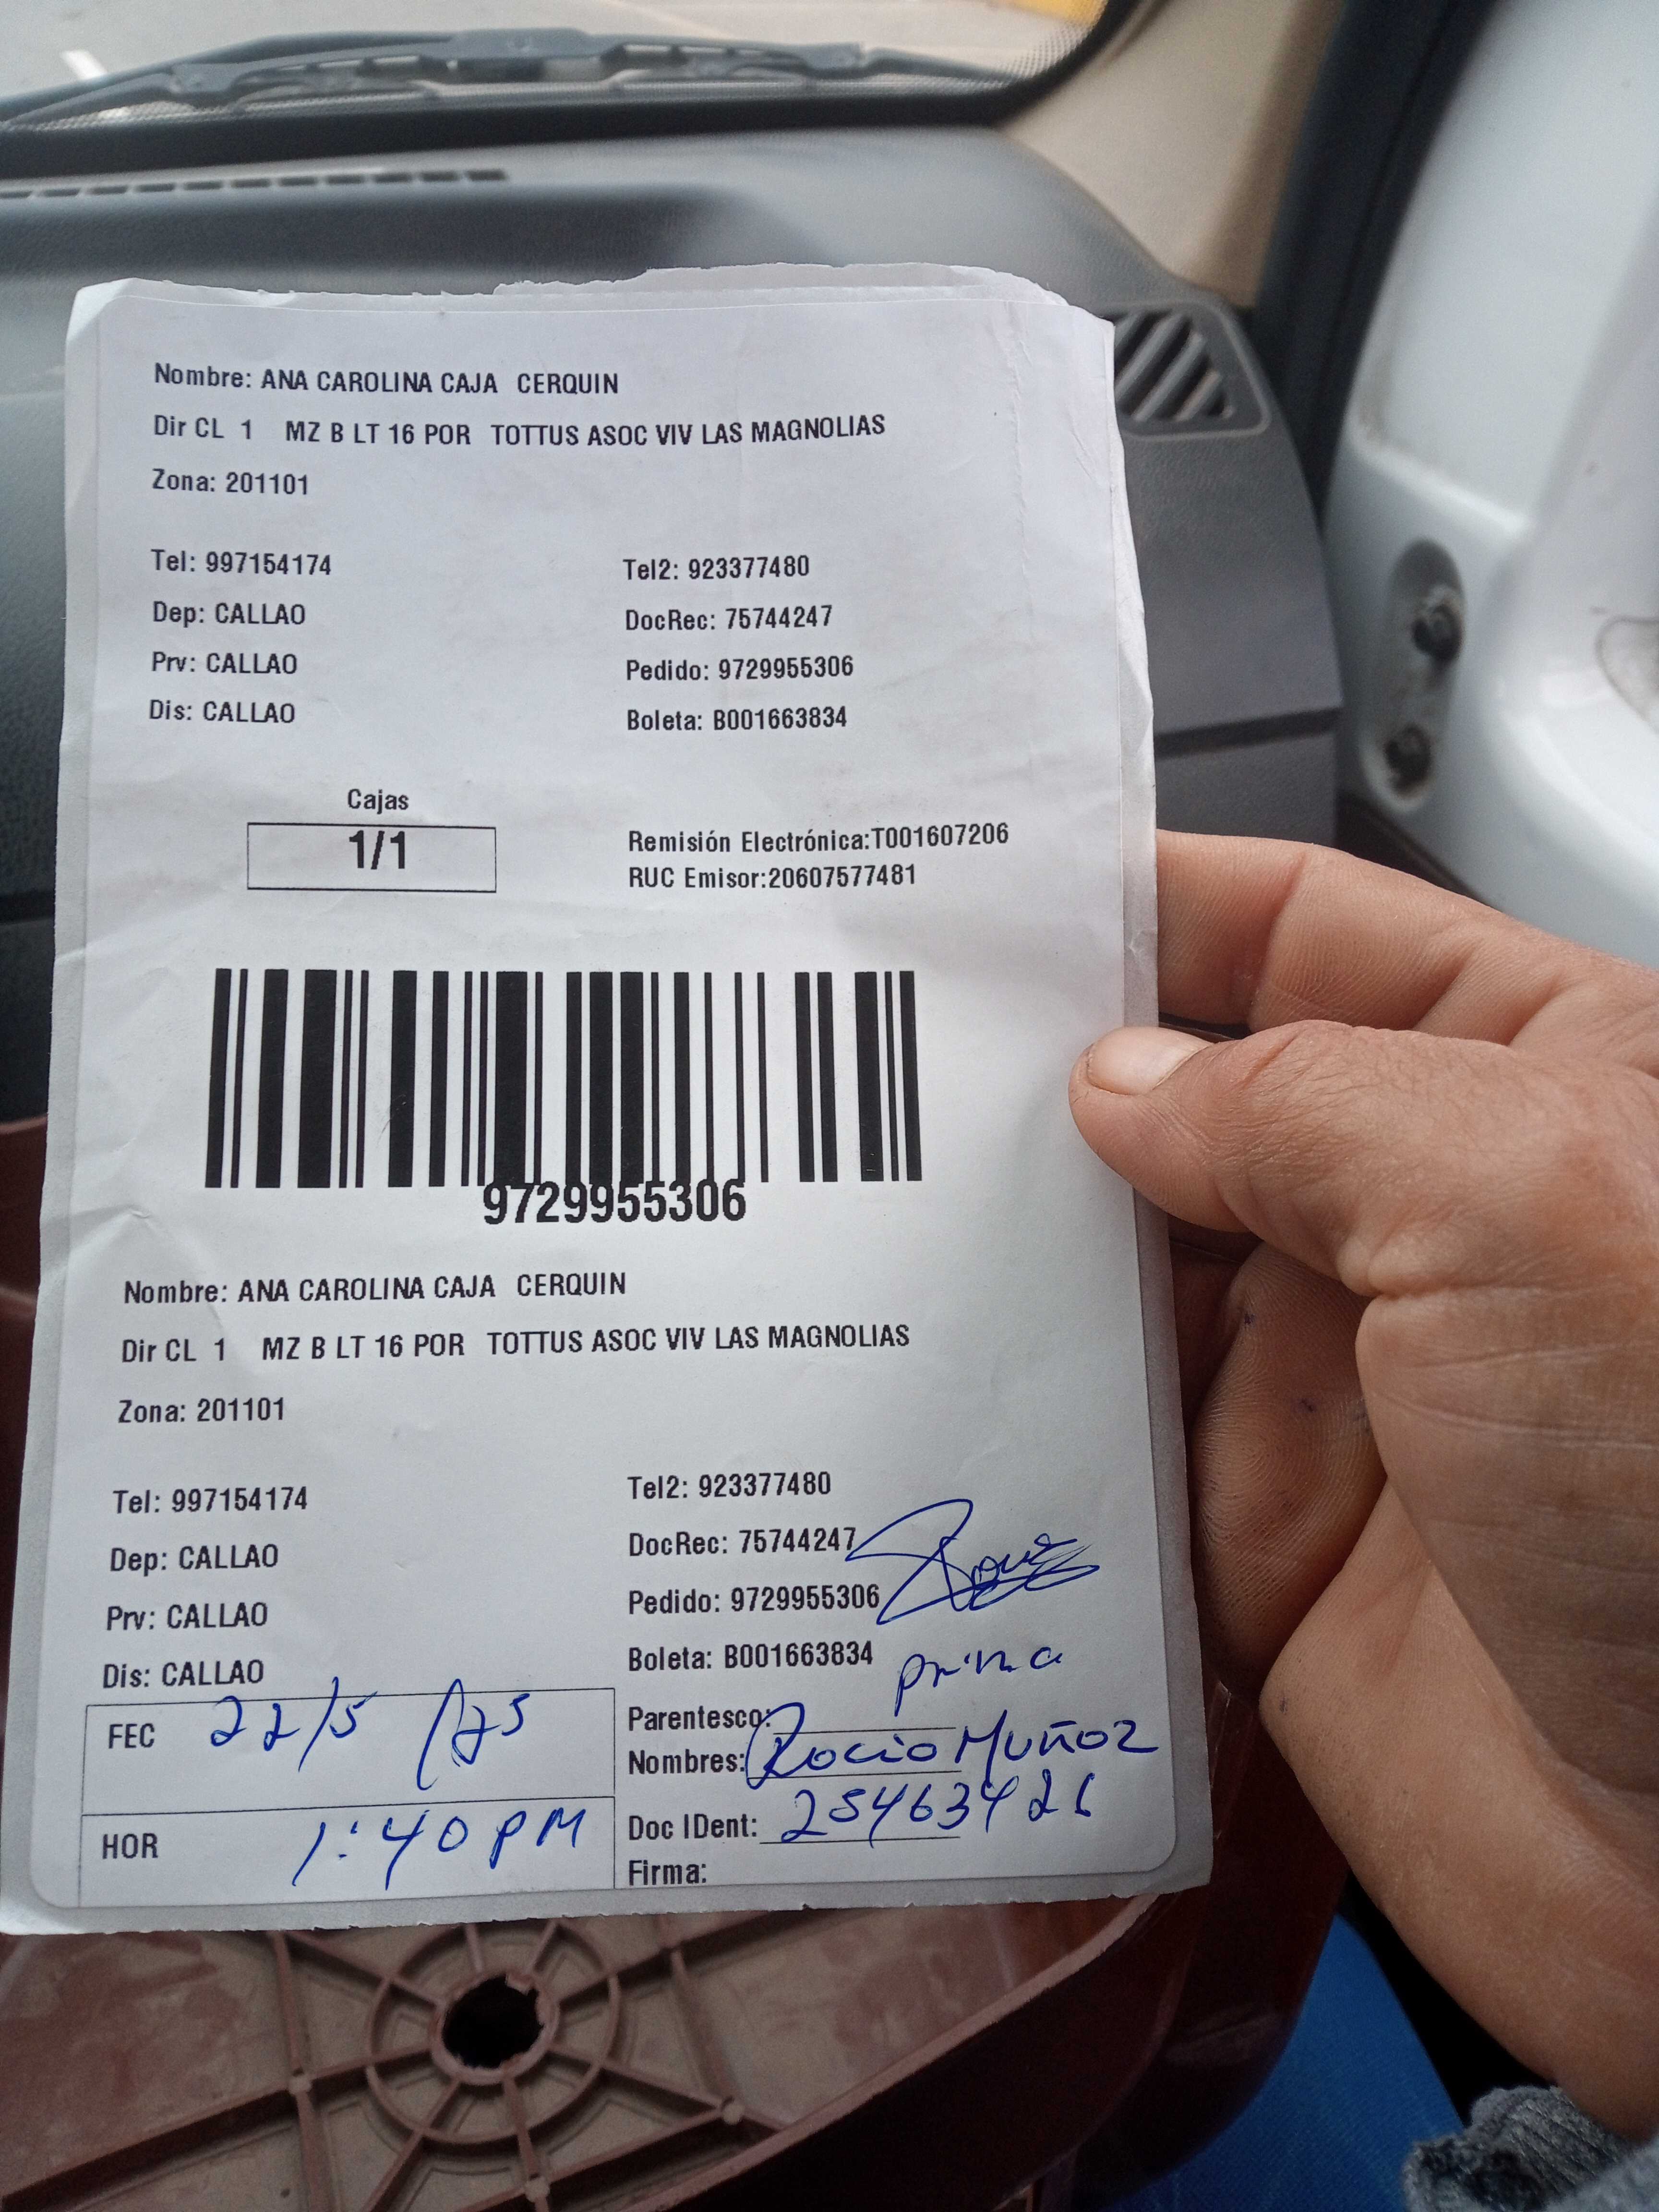 Nombre: ANA CAROLINA CAJA CERQUIN
Dir CL 1 MZ B LT 16 POR TOTTUS ASOC VIV LAS MAGNOLIAS
Zona: 201101
Tel: 997154174 Tel2: 923377480
Dep: CALLAO DocRec: 75744247
Prv: CALLAO Pedido: 9729955306
Dis: CALLAO Boleta: B001663834
Cajas
1/1
Remisión Electrónica:T001607206
RUC Emisor:20607577481
9729955306
Nombre: ANA CAROLINA CAJA CERQUIN
Dir CL 1 MZ B LT 16 POR TOTTUS ASOC VIV LAS MAGNOLIAS
Zona: 201101
Tel: 997154174 Tel2: 923377480
Dep: CALLAO DocRec: 75744247
Prv: CALLAO Pedido: 9729955306
Dis: CALLAO Boleta: B001663834
FEC 22/5/25
HOR 1:40 PM
Parentesco: prima
Nombres: Rocio Muñoz
Doc IDent: 25463426
Firma: